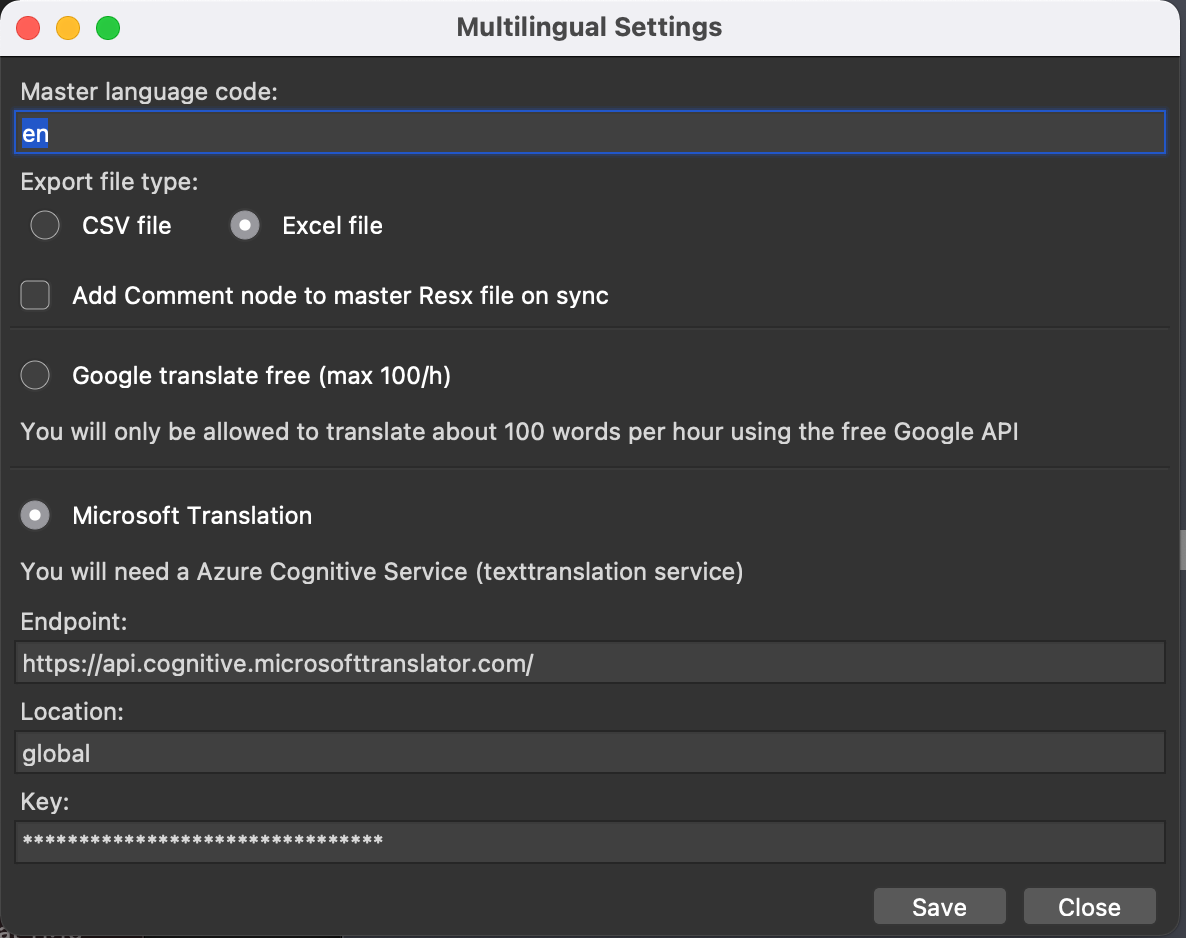 Multilingual Settings
Master language code:
en
Export file type:
CSV file Excel file
Add Comment node to master Resx file on sync
Google translate free (max 100/h)
You will only be allowed to translate about 100 words per hour using the free Google API
Microsoft Translation
You will need a Azure Cognitive Service (texttranslation service)
Endpoint:
https://api.cognitive.microsofttranslator.com/
Location:
global
Key:
********************************
Save Close